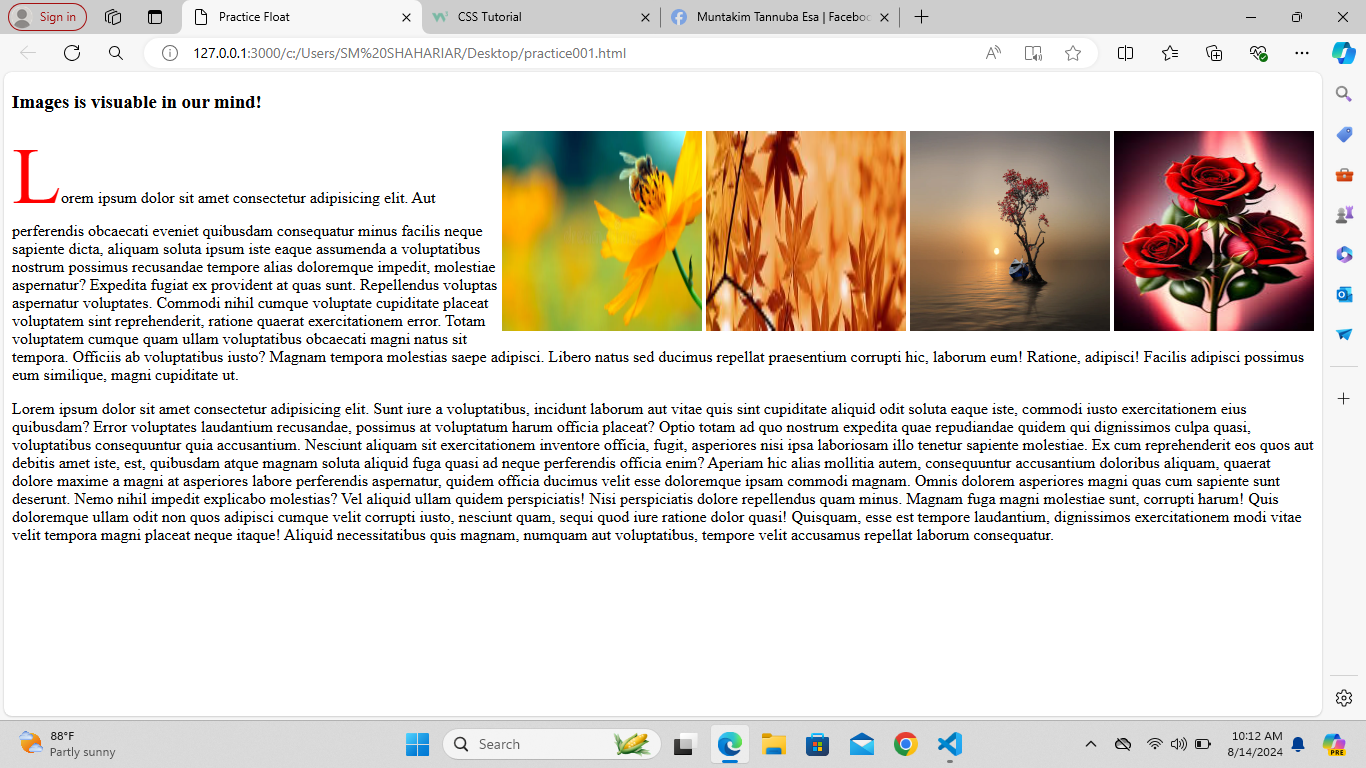 Sign in
Practice Float
CSS Tutorial
Muntakim Tannuba Esa | Faceboo
127.0.0.1:3000/c:/Users/SM%20SHAHARIAR/Desktop/practice001.html
Images is visuable in our mind!
Lorem ipsum dolor sit amet consectetur adipisicing elit. Aut
perferendis obcaecati eveniet quibusdam consequatur minus facilis neque
sapiente dicta, aliquam soluta ipsum iste eaque assumenda a voluptatibus
nostrum possimus recusandae tempore alias doloremque impedit, molestiae
aspernatur? Expedita fugiat ex provident at quas sunt. Repellendus voluptas
aspernatur voluptates. Commodi nihil cumque voluptate cupiditate placeat
voluptatem sint reprehenderit, ratione quaerat exercitationem error. Totam
voluptatem cumque quam ullam voluptatibus obcaecati magni natus sit
tempora. Officiis ab voluptatibus iusto? Magnam tempora molestias saepe adipisci. Libero natus sed ducimus repellat praesentium corrupti hic, laborum eum! Ratione, adipisci! Facilis adipisci possimus
eum similique, magni cupiditate ut.
Lorem ipsum dolor sit amet consectetur adipisicing elit. Sunt iure a voluptatibus, incidunt laborum aut vitae quis sint cupiditate aliquid odit soluta eaque iste, commodi iusto exercitationem eius
quibusdam? Error voluptates laudantium recusandae, possimus at voluptatum harum officia placeat? Optio totam ad quo nostrum expedita quae repudiandae quidem qui dignissimos culpa quasi,
voluptatibus consequuntur quia accusantium. Nesciunt aliquam sit exercitationem inventore officia, fugit, asperiores nisi ipsa laboriosam illo tenetur sapiente molestiae. Ex cum reprehenderit eos quos aut
debitis amet iste, est, quibusdam atque magnam soluta aliquid fuga quasi ad neque perferendis officia enim? Aperiam hic alias mollitia autem, consequuntur accusantium doloribus aliquam, quaerat
dolore maxime a magni at asperiores labore perferendis aspernatur, quidem officia ducimus velit esse doloremque ipsam commodi magnam. Omnis dolorem asperiores magni quas cum sapiente sunt
deserunt. Nemo nihil impedit explicabo molestias? Vel aliquid ullam quidem perspiciatis! Nisi perspiciatis dolore repellendus quam minus. Magnam fuga magni molestiae sunt, corrupti harum! Quis
doloremque ullam odit non quos adipisci cumque velit corrupti iusto, nesciunt quam, sequi quod iure ratione dolor quasi! Quisquam, esse est tempore laudantium, dignissimos exercitationem modi vitae
velit tempora magni placeat neque itaque! Aliquid necessitatibus quis magnam, numquam aut voluptatibus, tempore velit accusamus repellat laborum consequatur.
88°F
Partly sunny
Search
10:12 AM
8/14/2024
PRE